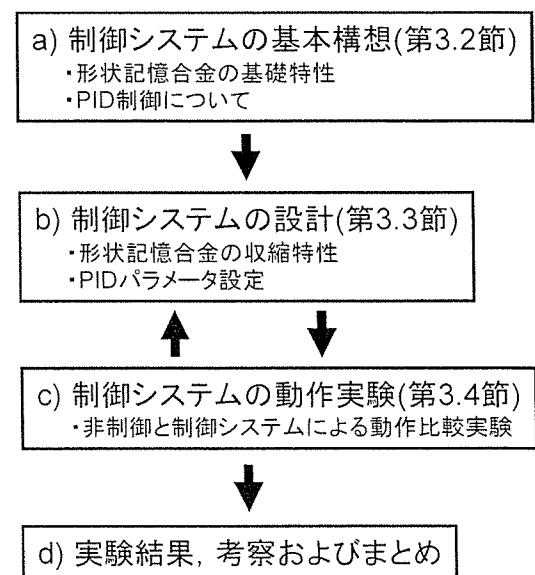 a) 制御システムの基本構想(第3.2節)
・形状記憶合金の基礎特性
・PID制御について
b) 制御システムの設計(第3.3節)
・形状記憶合金の収縮特性
・PIDパラメータ設定
c) 制御システムの動作実験(第3.4節)
・非制御と制御システムによる動作比較実験
d) 実験結果, 考察およびまとめ